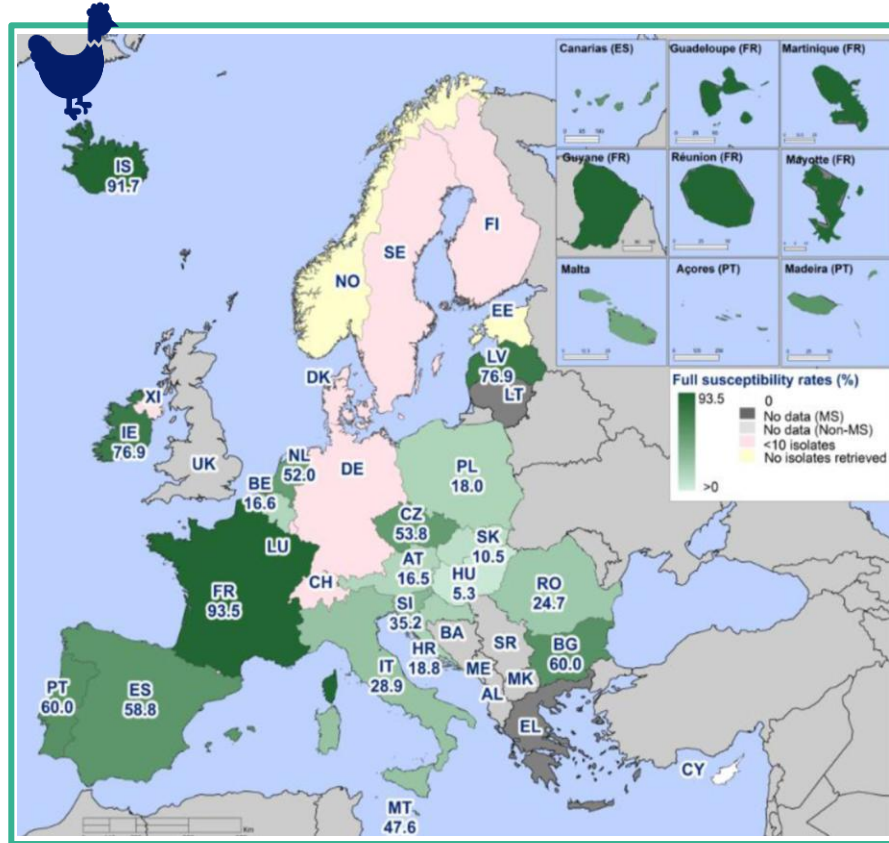 Canarias (ES)
Guadeloupe (FR)
Martinique (FR)
Guyane (FR)
Réunion (FR)
Mayotte (FR)
Malta
Açores (PT)
Madeira (PT)
IS
91.7
FI
SE
NO
EE
LV
76.9
LT
DK
XI
IE
76.9
UK
NL
52.0
BE
16.6
DE
PL
18.0
LU
CZ
53.8
SK
10.5
AT
16.5
HU
5.3
CH
FR
93.5
SI
35.2
RO
24.7
BA
SR
HR
18.8
BG
60.0
IT
28.9
ME
MK
AL
PT
60.0
ES
58.8
EL
CY
MT
47.6
Full susceptibility rates (%)
93.5
>0
0
No data (MS)
No data (Non-MS)
<10 isolates
No isolates retrieved
Km